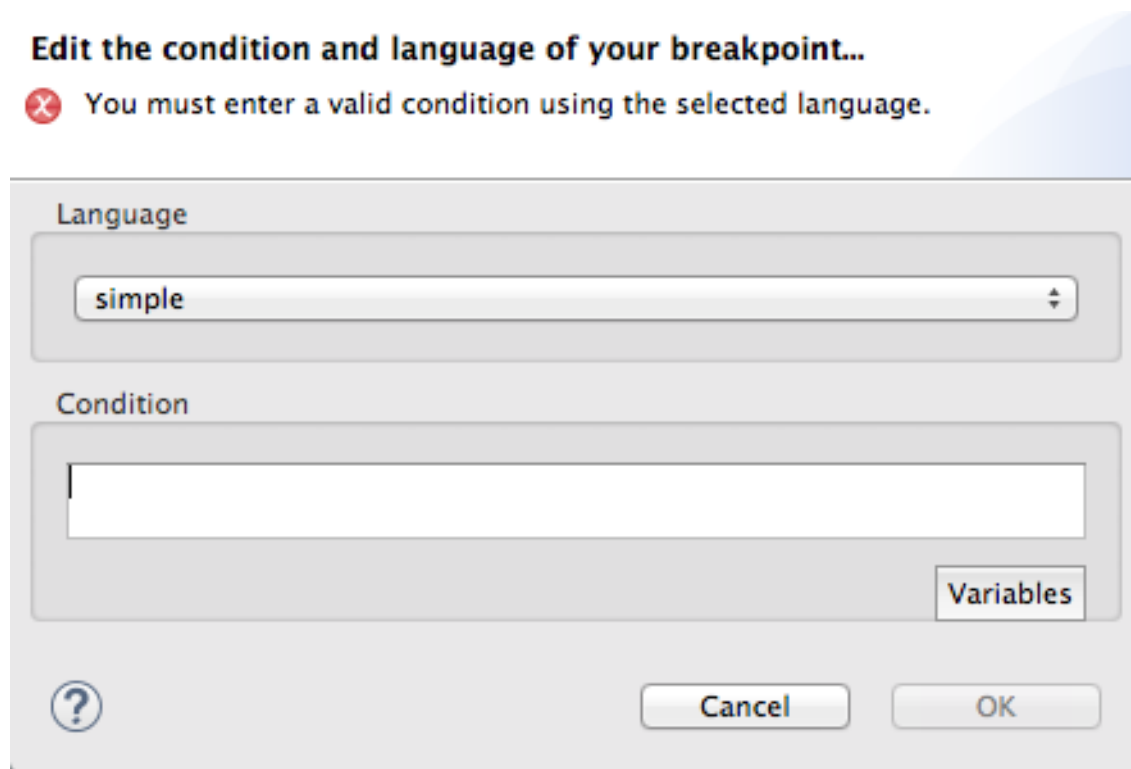 Edit the condition and language of your breakpoint...
You must enter a valid condition using the selected language.
Language
simple
Condition
Variables
?
Cancel
OK